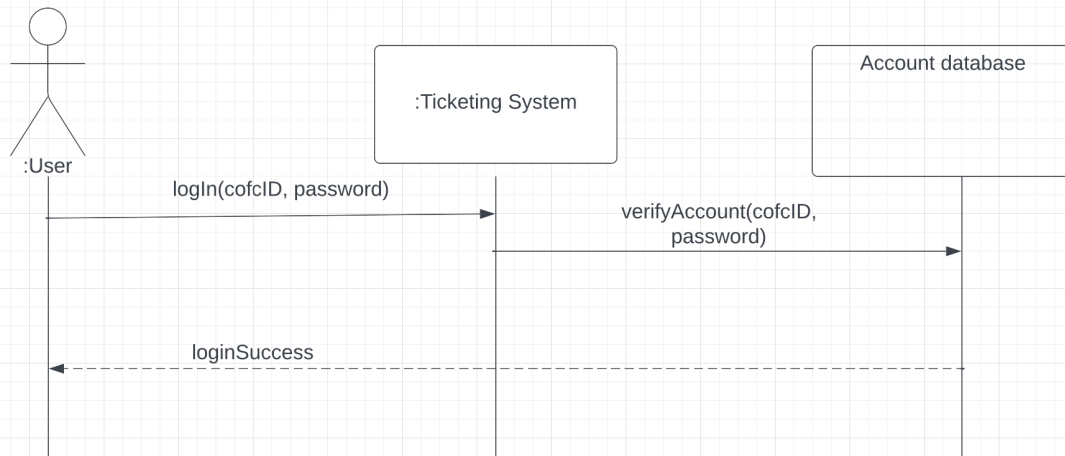 Account database
:Ticketing System
:User
logIn(cofcID, password)
verifyAccount(cofcID,
password)
loginSuccess